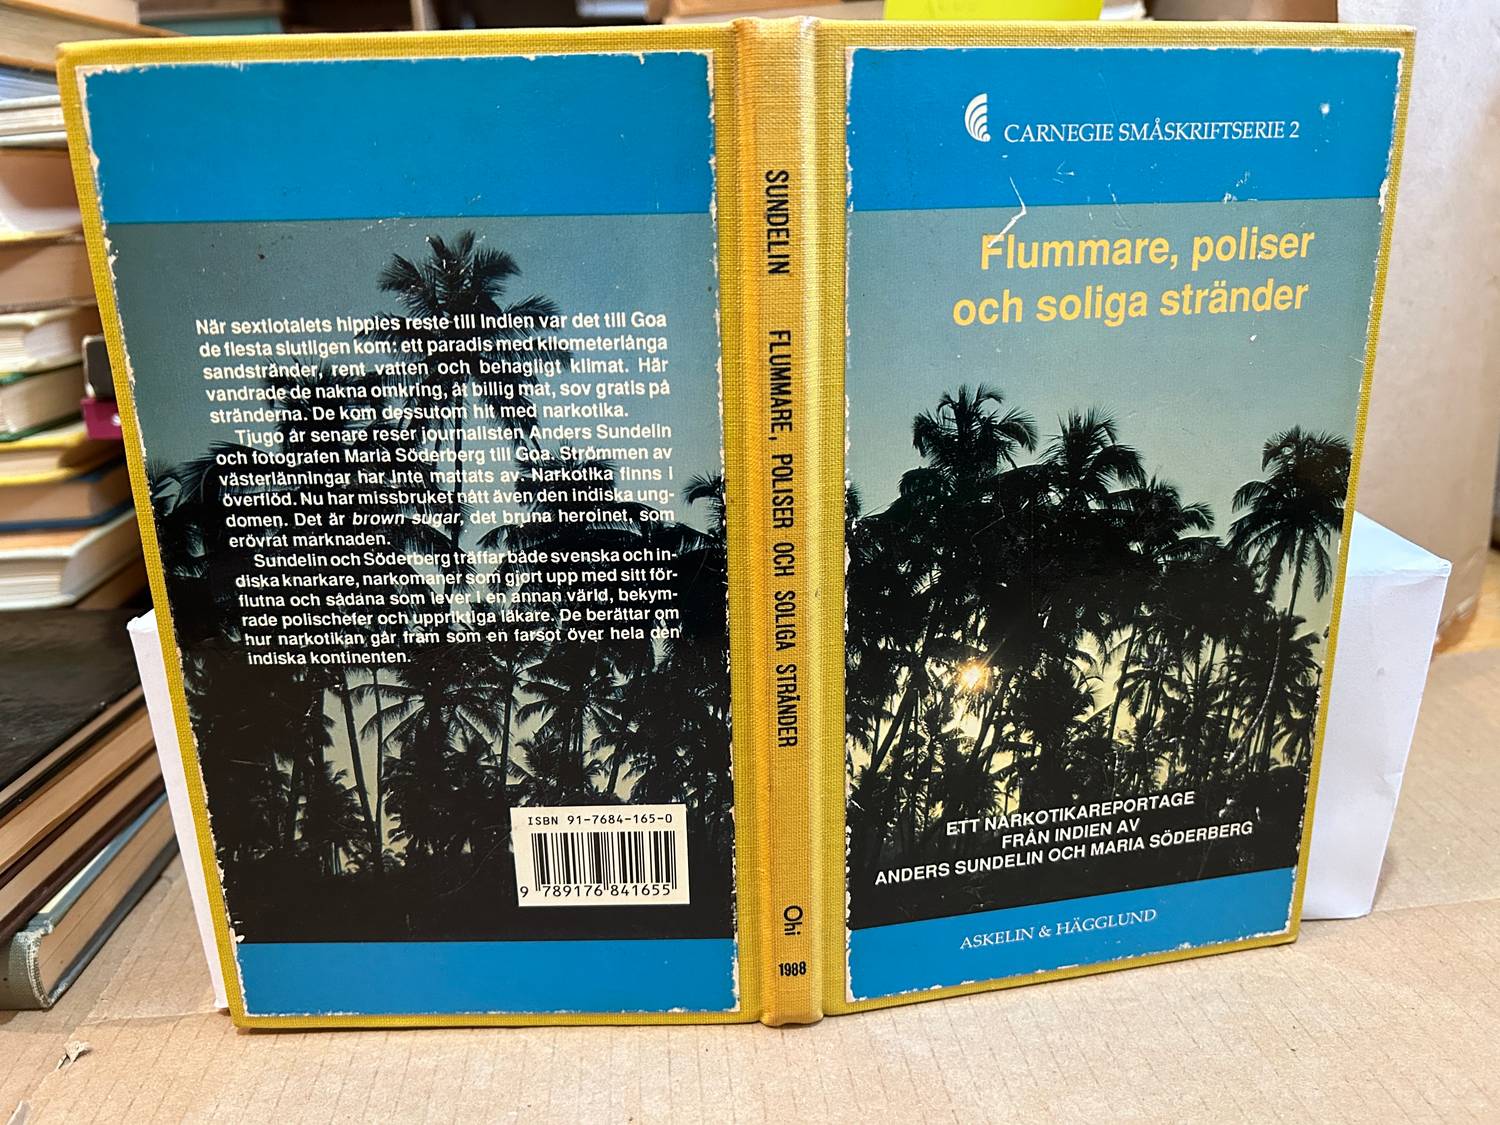 När sextiotalets hippies reste till Indien var det till Goa
de flesta slutligen kom: ett paradis med kilometerlånga
sandstränder, rent vatten och behagligt klimat. Här
vandrade de nakna omkring, åt billig mat, sov gratis på
stränderna. De kom dessutom hit med narkotika.
Tjugo år senare reser journalisten Anders Sundelin
och fotografen Maria Söderberg till Goa. Strömmen av
västerlänningar har inte mattats av. Narkotika finns i
överflöd. Nu har missbruket nått även den indiska ung-
domen. Det är brown sugar, det bruna heroinet, som
erövrat marknaden.
Sundelin och Söderberg träffar både svenska och in-
diska knarkare, narkomaner som gjort upp med sitt för-
flutna och sådana som lever i en annan värld, bekym-
rade polischefer och uppriktiga läkare. De berättar om
hur narkotikan går fram som en farsot över hela den
indiska kontinenten.
ISBN 91-7684-165-0
9 789176 841655
SUNDELIN FLUMMARE, POLISER OCH SOLIGA STRÄNDER
Ohi
1988
CARNEGIE SMÅSKRIFTSERIE 2
Flummare, poliser
och soliga stränder
ETT NARKOTIKAREPORTAGE
FRÅN INDIEN AV
ANDERS SUNDELIN OCH MARIA SÖDERBERG
ASKELIN & HÄGGLUND